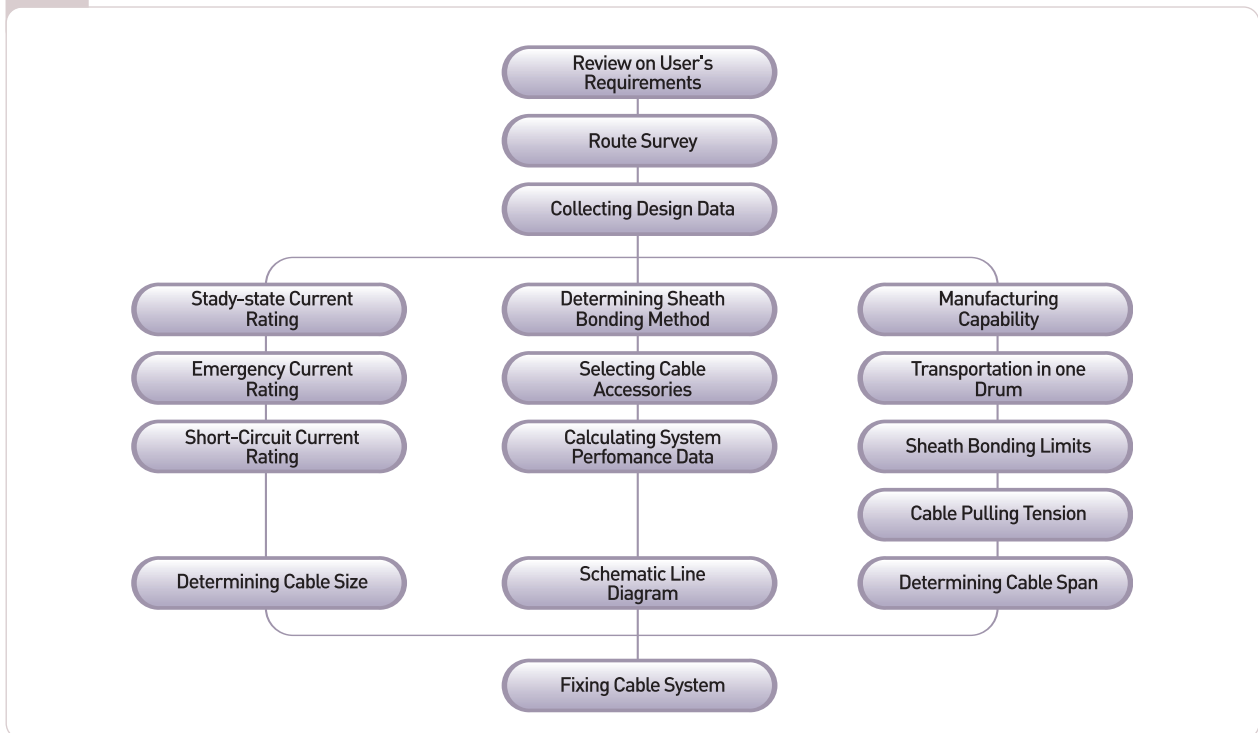 Review on User's
Requirements
Route Survey
Collecting Design Data
Stady-state Current
Rating
Emergency Current
Rating
Short-Circuit Current
Rating
Determining Cable Size
Determining Sheath
Bonding Method
Selecting Cable
Accessories
Calculating System
Perfomance Data
Schematic Line
Diagram
Manufacturing
Capability
Transportation in one
Drum
Sheath Bonding Limits
Cable Pulling Tension
Determining Cable Span
Fixing Cable System